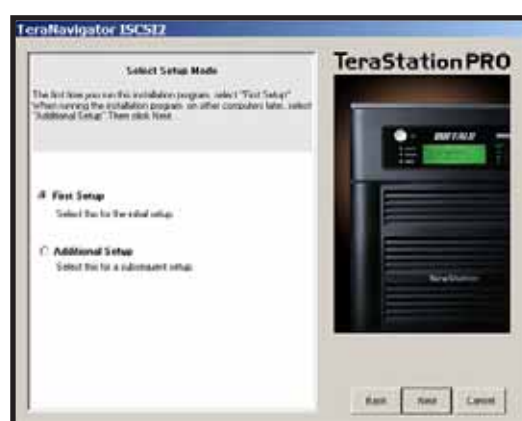 TeraNavigator ISCSI2
Select Setup Mode
The first time you run this installation program, select "First Setup"
When running the installation program on other computers later, select
"Additional Setup" Then click Next
First Setup
Select this for the initial setup.
Additional Setup
Select this for a subsequent setup.
TeraStation PRO
BUFFALO
TeraStation
Back
Next
Cancel